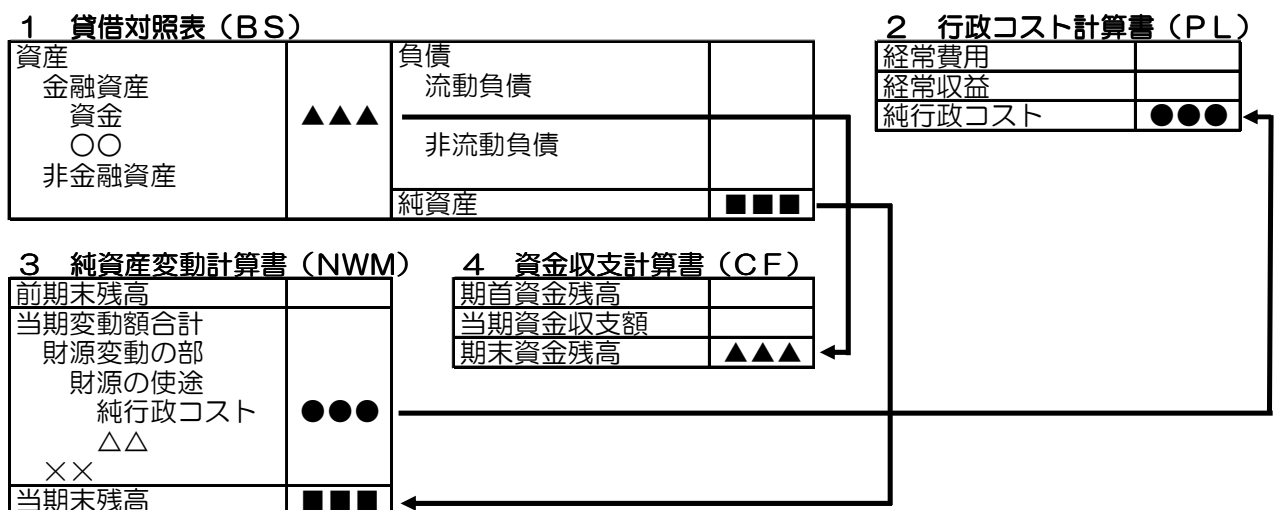 1　貸借対照表（BS）
資産
金融資産
資金
○○
非金融資産
▲▲▲
負債
流動負債
非流動負債
純資産
■■■
2　行政コスト計算書（PL）
経常費用
経常収益
純行政コスト
●●●
3　純資産変動計算書（NWM）
前期末残高
当期変動額合計
財源変動の部
財源の使途
純行政コスト
△△
××
●●●
当期末残高
■■■
4　資金収支計算書（CF）
期首資金残高
当期資金収支額
期末資金残高
▲▲▲